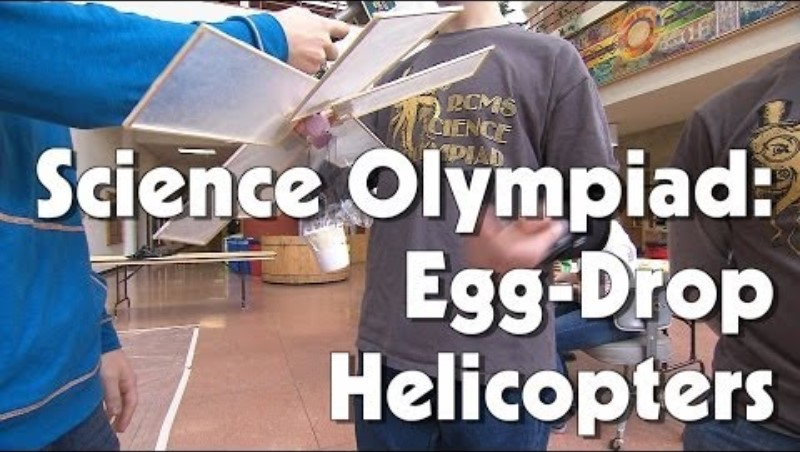 RCMS
SCIENCE
OLYMPIAD
Science Olympiad:
Egg-Drop
Helicopters